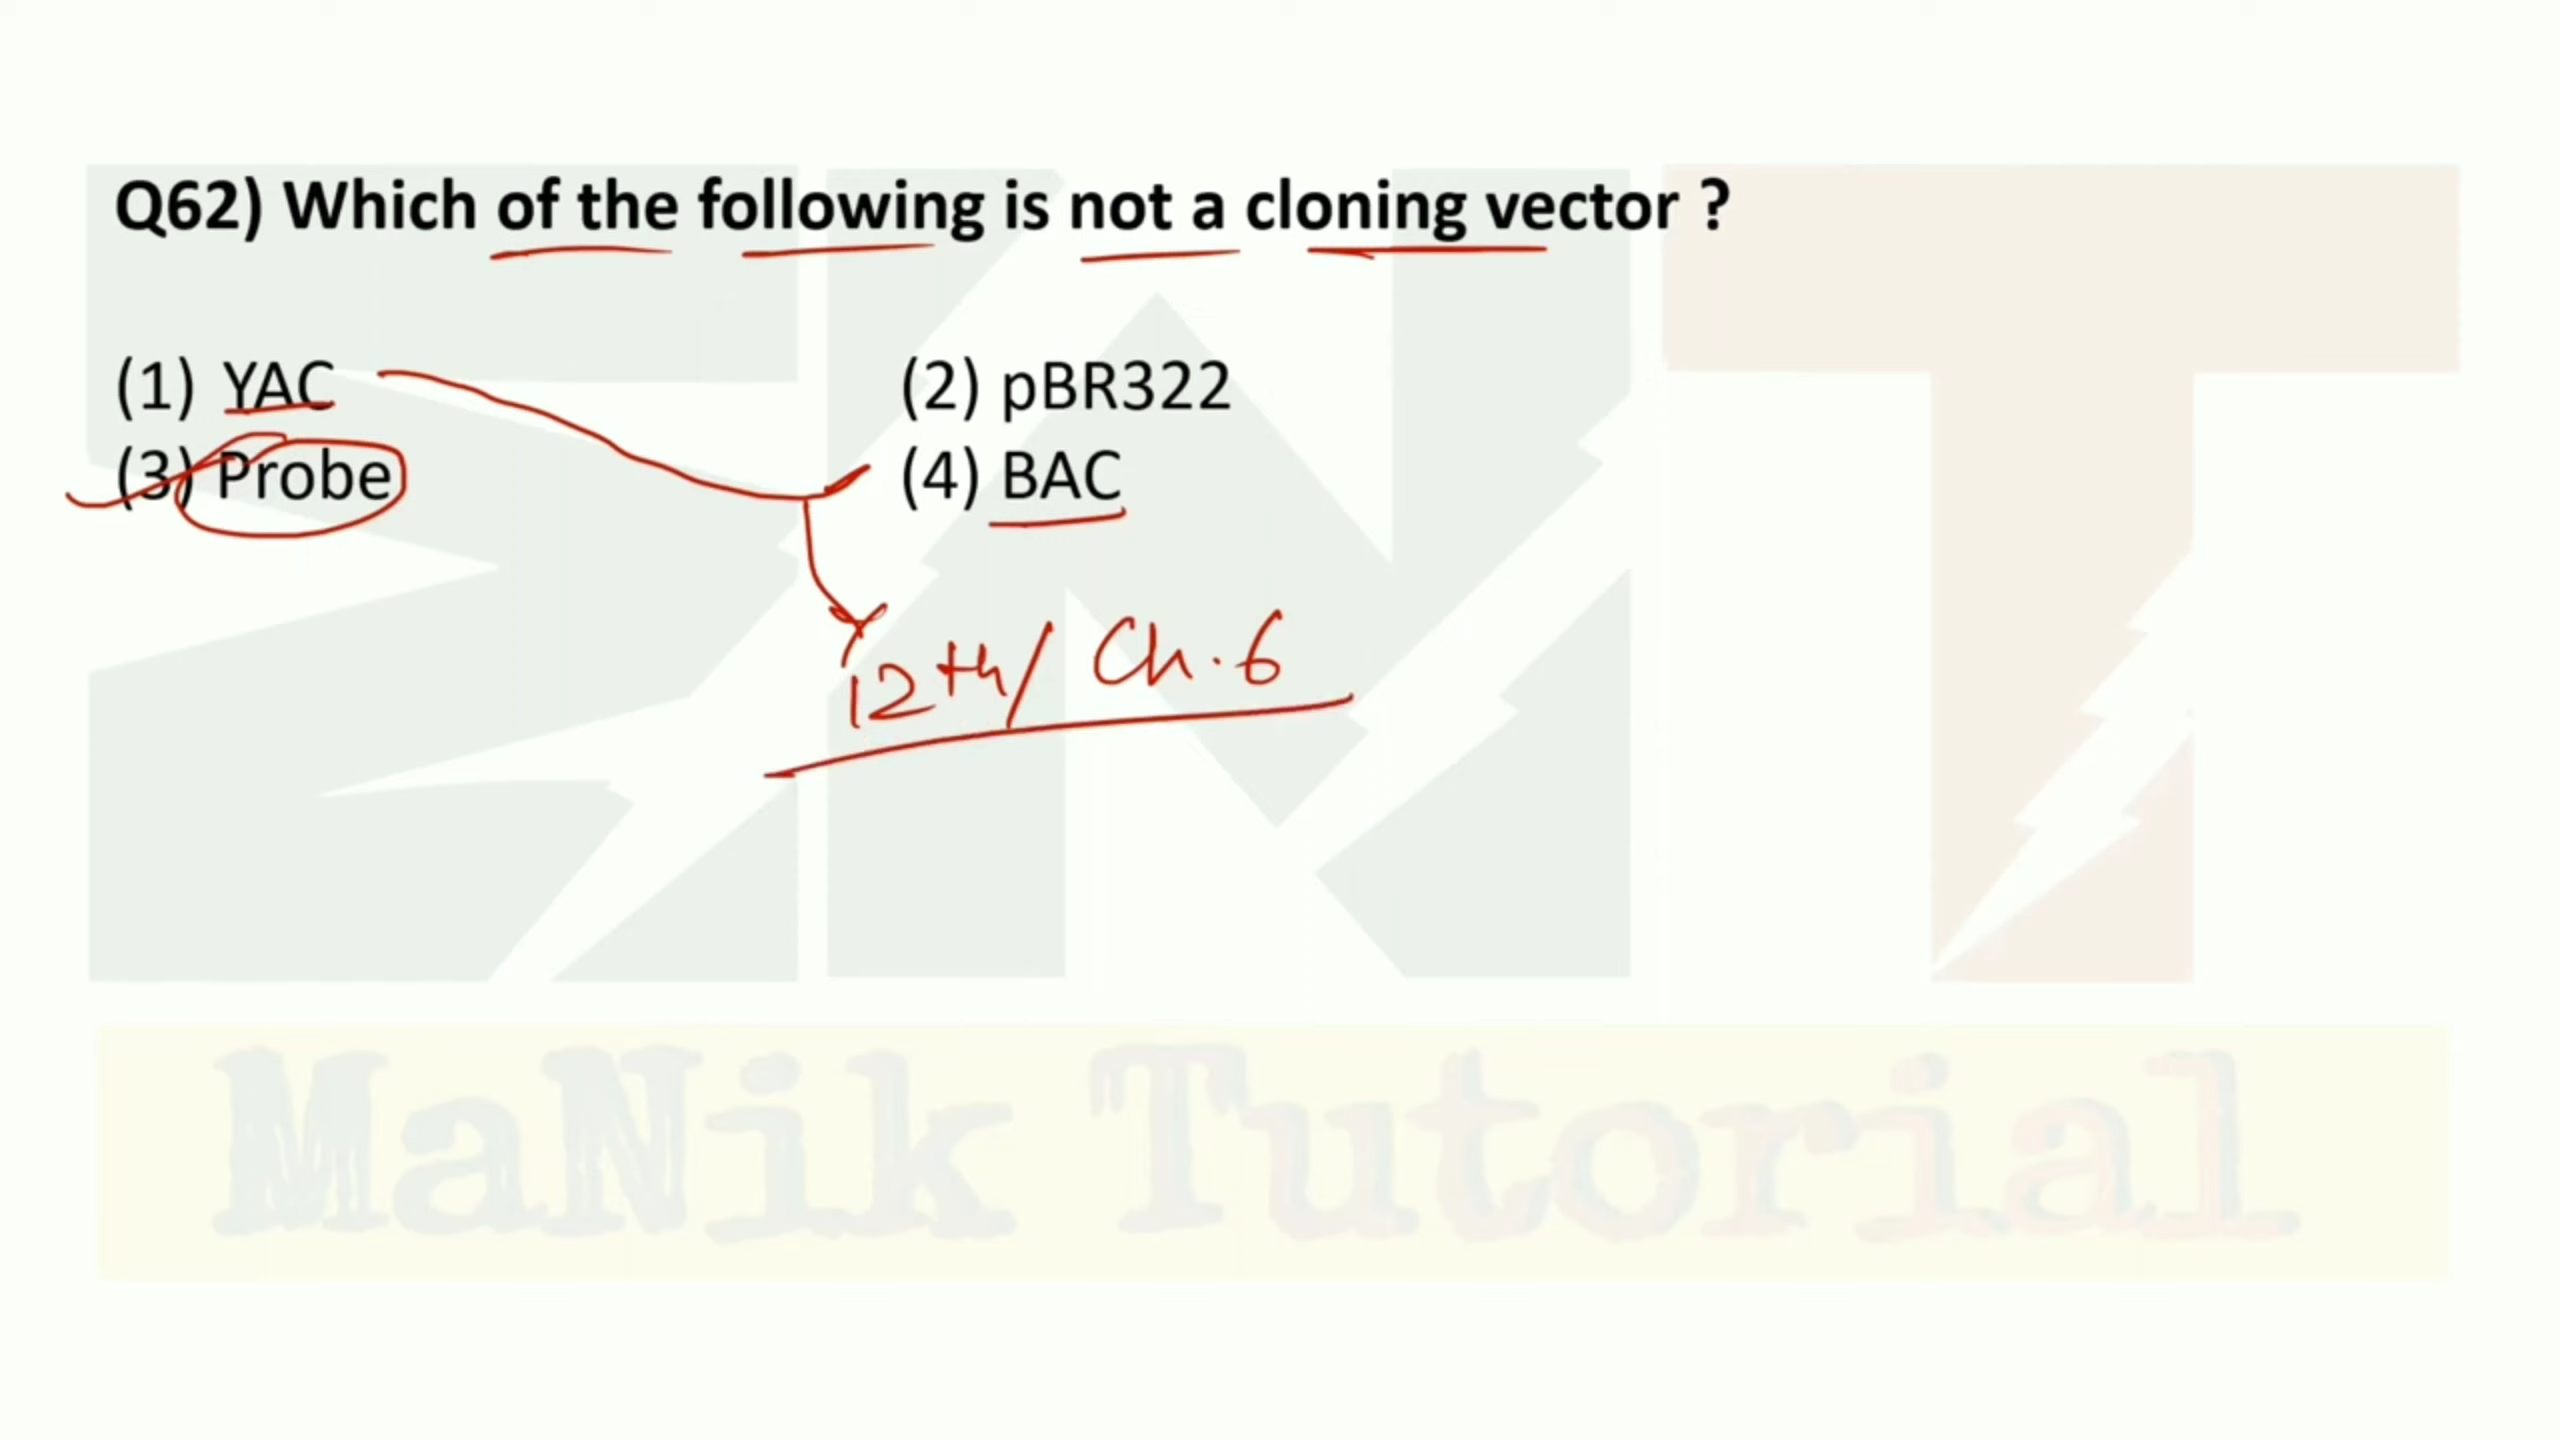 Q62) Which of the following is not a cloning vector ?
(1) YAC (2) pBR322
(3) Probe (4) BAC
12th/ Ch.6
MaNik Tutorial